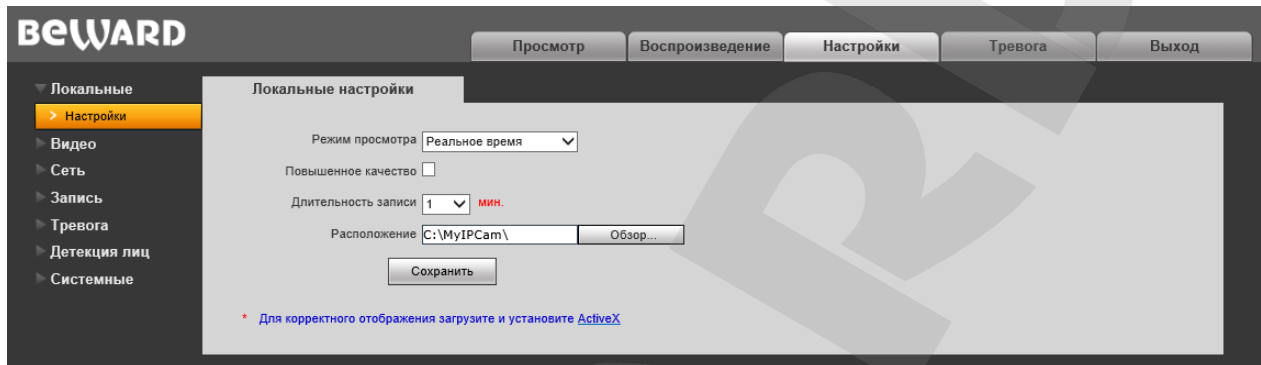 BEWARD
Просмотр Воспроизведение Настройки Тревога Выход
Локальные
> Настройки
Видео
Сеть
Запись
Тревога
Детекция лиц
Системные
Локальные настройки
Режим просмотра Реальное время
Повышенное качество
Длительность записи 1 мин.
Расположение C:\MyIPCam\ Обзор...
Сохранить
* Для корректного отображения загрузите и установите ActiveX